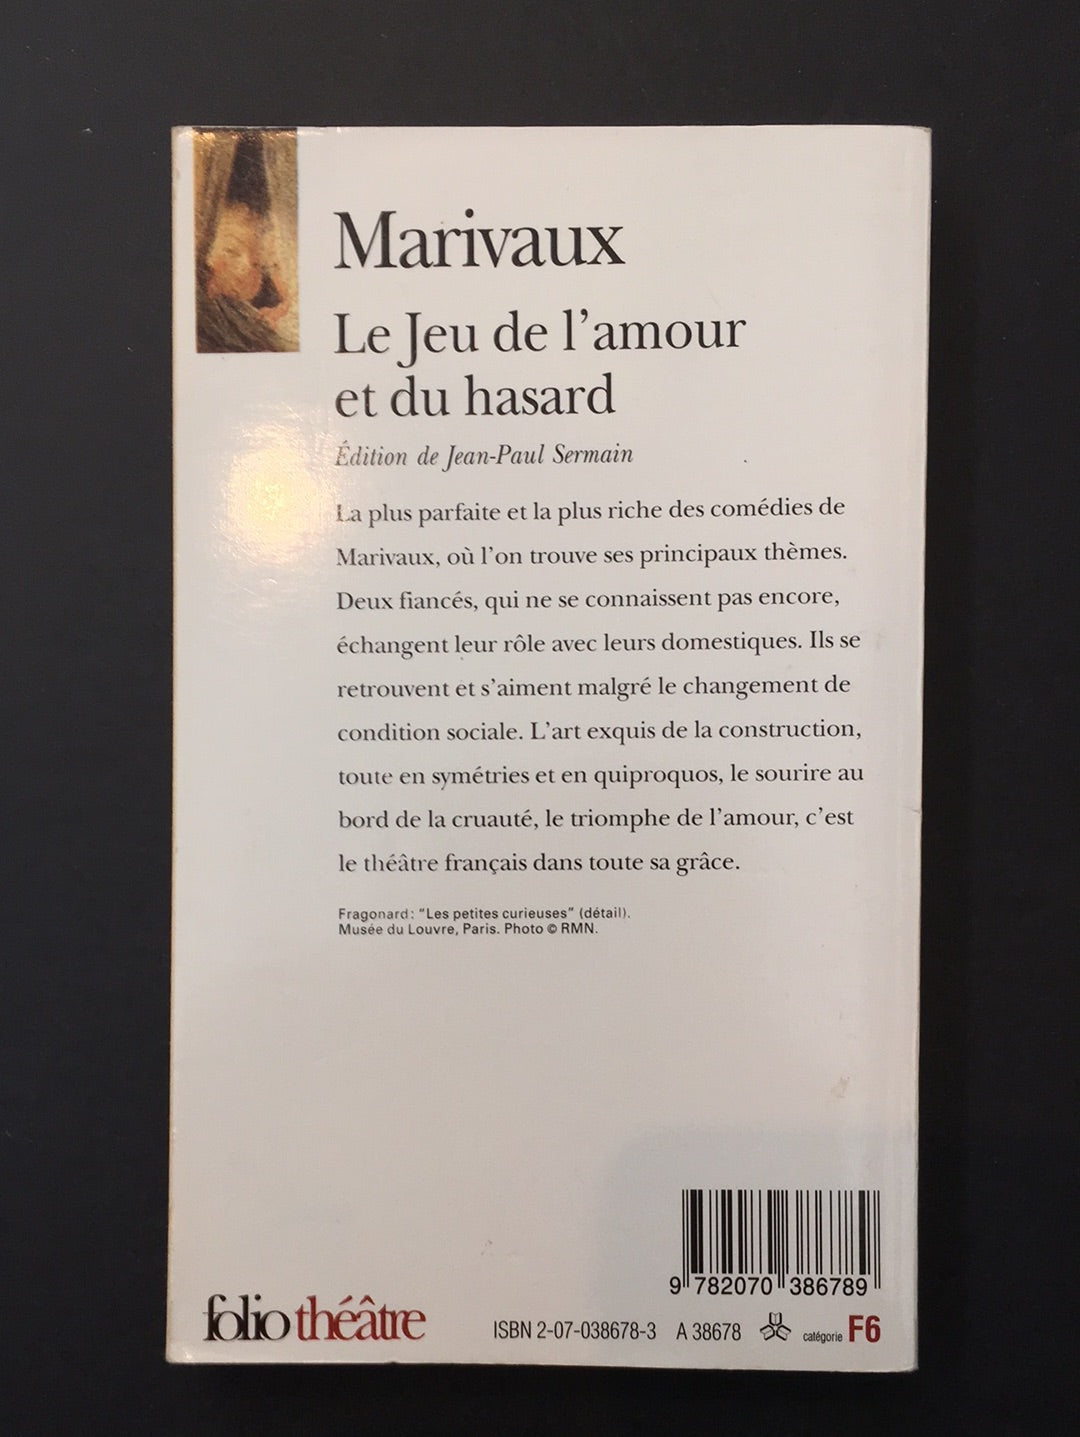 Marivaux
Le Jeu de l'amour
et du hasard
Édition de Jean-Paul Sermain
La plus parfaite et la plus riche des comédies de
Marivaux, où l'on trouve ses principaux thèmes.
Deux fiancés, qui ne se connaissent pas encore,
échangent leur rôle avec leurs domestiques. Ils se
retrouvent et s'aiment malgré le changement de
condition sociale. L'art exquis de la construction,
toute en symétries et en quiproquos, le sourire au
bord de la cruauté, le triomphe de l'amour, c'est
le théâtre français dans toute sa grâce.
Fragonard : "Les petites curieuses" (détail).
Musée du Louvre, Paris. Photo © RMN.
9 782070 386789
folio théâtre
ISBN 2-07-038678-3 A 38678 catégorie F6